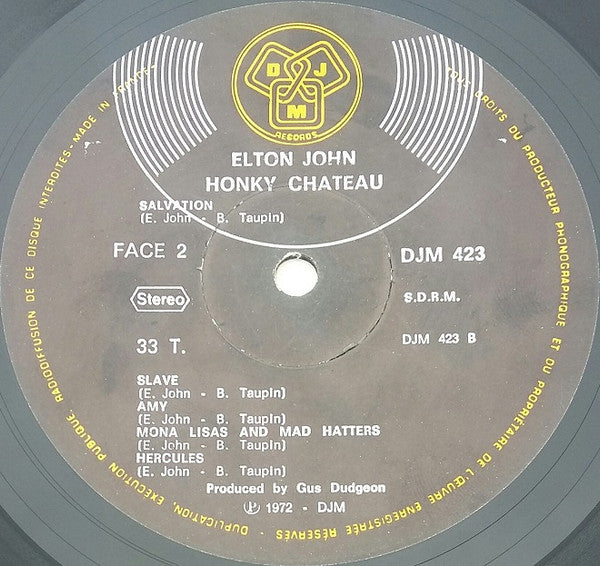 D J M
RECORDS
ELTON JOHN
HONKY CHATEAU
SALVATION
(E. John - B. Taupin)
FACE 2
DJM 423
Stereo
S.D.R.M.
33 T.
DJM 423 B
SLAVE
(E. John - B. Taupin)
AMY
(E. John - B. Taupin)
MONA LISAS AND MAD HATTERS
(E. John - B. Taupin)
HERCULES
(E. John - B. Taupin)
Produced by Gus Dudgeon
Ⓟ 1972 - DJM
TOUS DROITS DU PRODUCTEUR PHONOGRAPHIQUE ET DU PROPRIÉTAIRE DE L'ŒUVRE ENREGISTRÉE RÉSERVÉS - DUPLICATION, EXÉCUTION PUBLIQUE, RADIODIFFUSION DE CE DISQUE INTERDITES - MADE IN FRANCE